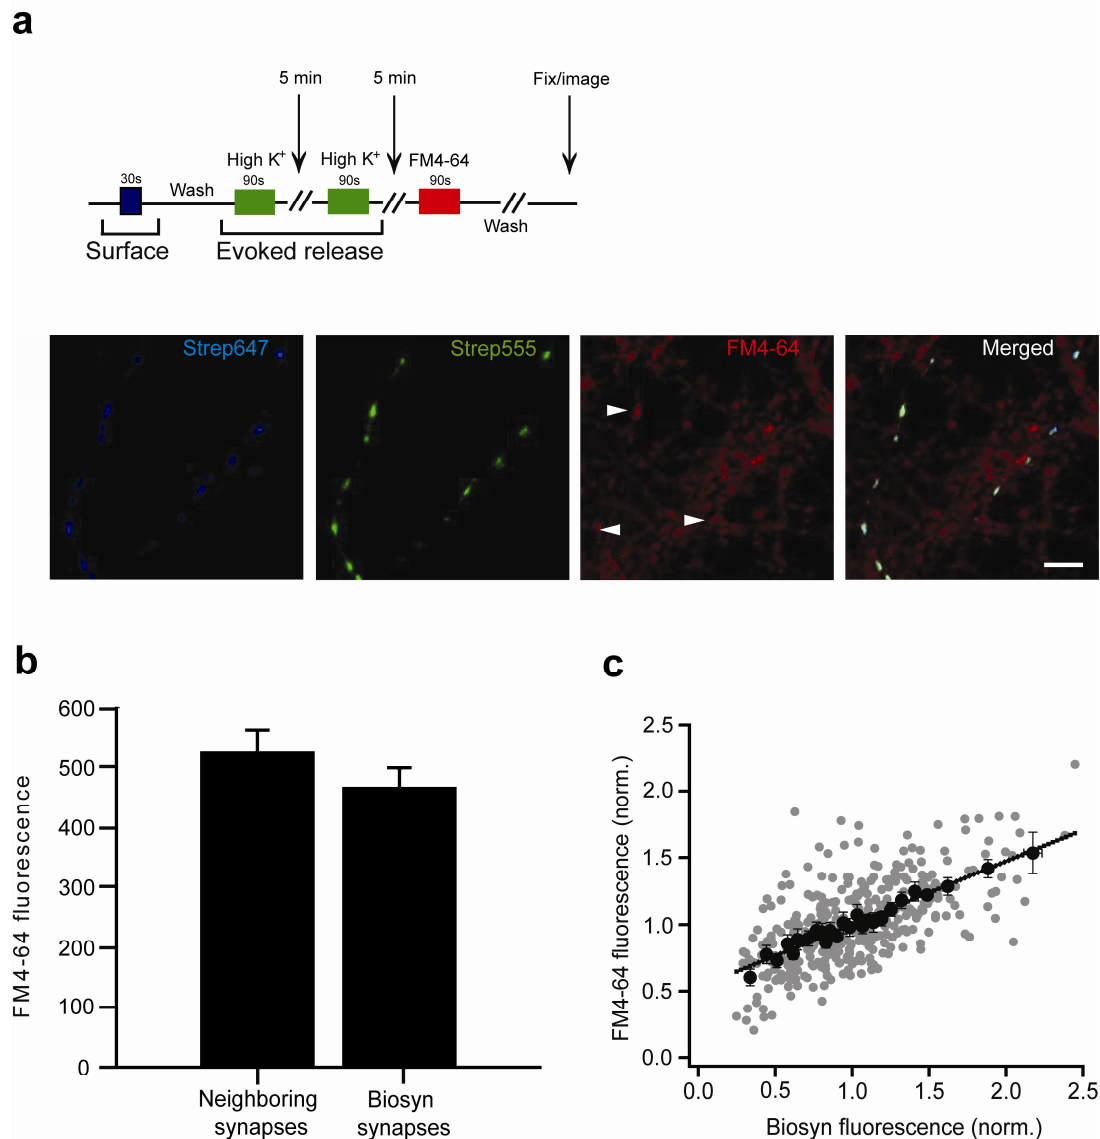 a
5 min
5 min
Fix/image
High K+
High K+
FM4-64
30s
90s
90s
90s
Wash
Wash
Surface
Evoked release
Strep647
Strep555
FM4-64
Merged
b
FM4-64 fluorescence
600
500
400
300
200
100
0
Neighboring
synapses
Biosyn
synapses
c
FM4-64 fluorescence (norm.)
2.5
2.0
1.5
1.0
0.5
0.0
0.0
0.5
1.0
1.5
2.0
2.5
Biosyn fluorescence (norm.)